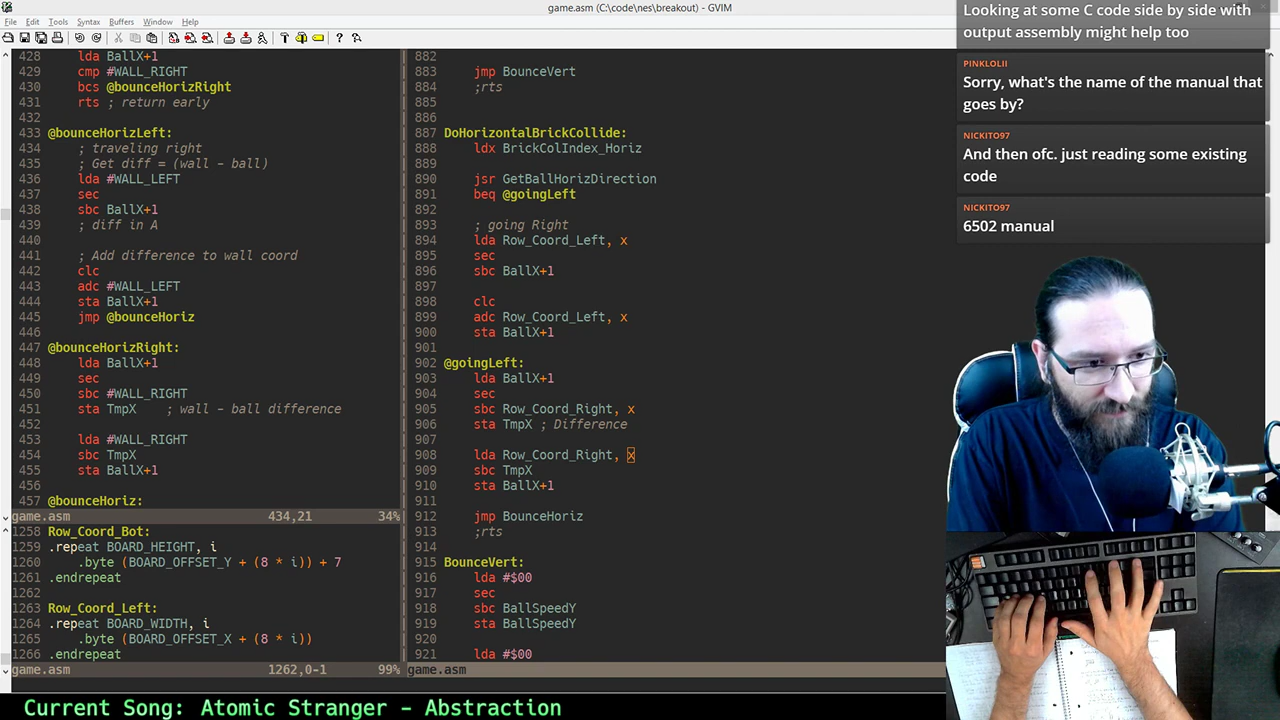 game.asm (C:\code\nes\breakout) - GVIM
File Edit Tools Syntax Buffers Window Help
428 lda BallX+1
429 cmp #WALL_RIGHT
430 bcs @bounceHorizRight
431 rts ; return early
432
433 @bounceHorizLeft:
434 ; traveling right
435 ; Get diff = (wall - ball)
436 lda #WALL_LEFT
437 sec
438 sbc BallX+1
439 ; diff in A
440
441 ; Add difference to wall coord
442 clc
443 adc #WALL_LEFT
444 sta BallX+1
445 jmp @bounceHoriz
446
447 @bounceHorizRight:
448 lda BallX+1
449 sec
450 sbc #WALL_RIGHT
451 sta TmpX ; wall - ball difference
452
453 lda #WALL_RIGHT
454 sbc TmpX
455 sta BallX+1
456
457 @bounceHoriz:
game.asm 434,21 34%
1258 Row_Coord_Bot:
1259 .repeat BOARD_HEIGHT, i
1260 .byte (BOARD_OFFSET_Y + (8 * i)) + 7
1261 .endrepeat
1262
1263 Row_Coord_Left:
1264 .repeat BOARD_WIDTH, i
1265 .byte (BOARD_OFFSET_X + (8 * i))
1266 .endrepeat
game.asm 1262,0-1 99%
882
883 jmp BounceVert
884 ;rts
885
886
887 DoHorizontalBrickCollide:
888 ldx BrickColIndex_Horiz
889
890 jsr GetBallHorizDirection
891 beq @goingLeft
892
893 ; going Right
894 lda Row_Coord_Left, x
895 sec
896 sbc BallX+1
897
898 clc
899 adc Row_Coord_Left, x
900 sta BallX+1
901
902 @goingLeft:
903 lda BallX+1
904 sec
905 sbc Row_Coord_Right, x
906 sta TmpX ; Difference
907
908 lda Row_Coord_Right, x
909 sbc TmpX
910 sta BallX+1
911
912 jmp BounceHoriz
913 ;rts
914
915 BounceVert:
916 lda #$00
917 sec
918 sbc BallSpeedY
919 sta BallSpeedY
920
921 lda #$00
game.asm
Looking at some C code side by side with
output assembly might help too
PINKLOLII
Sorry, what's the name of the manual that
goes by?
NICKITO97
And then ofc. just reading some existing
code
NICKITO97
6502 manual
Current Song: Atomic Stranger - Abstraction